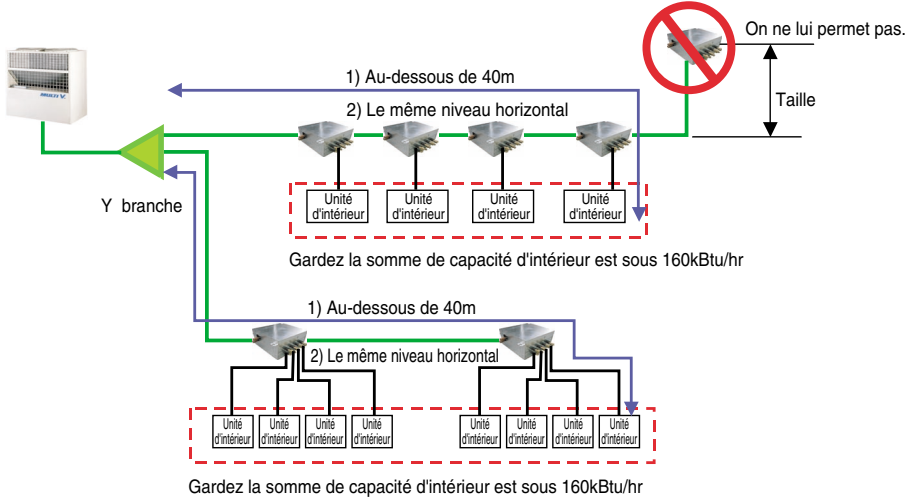 On ne lui permet pas.
1) Au-dessous de 40m
Taille
MULTI V
2) Le même niveau horizontal
Y branche
Unité
d'intérieur
Unité
d'intérieur
Unité
d'intérieur
Unité
d'intérieur
Gardez la somme de capacité d'intérieur est sous 160kBtu/hr
1) Au-dessous de 40m
2) Le même niveau horizontal
Unité
d'intérieur
Unité
d'intérieur
Unité
d'intérieur
Unité
d'intérieur
Unité
d'intérieur
Unité
d'intérieur
Unité
d'intérieur
Unité
d'intérieur
Gardez la somme de capacité d'intérieur est sous 160kBtu/hr